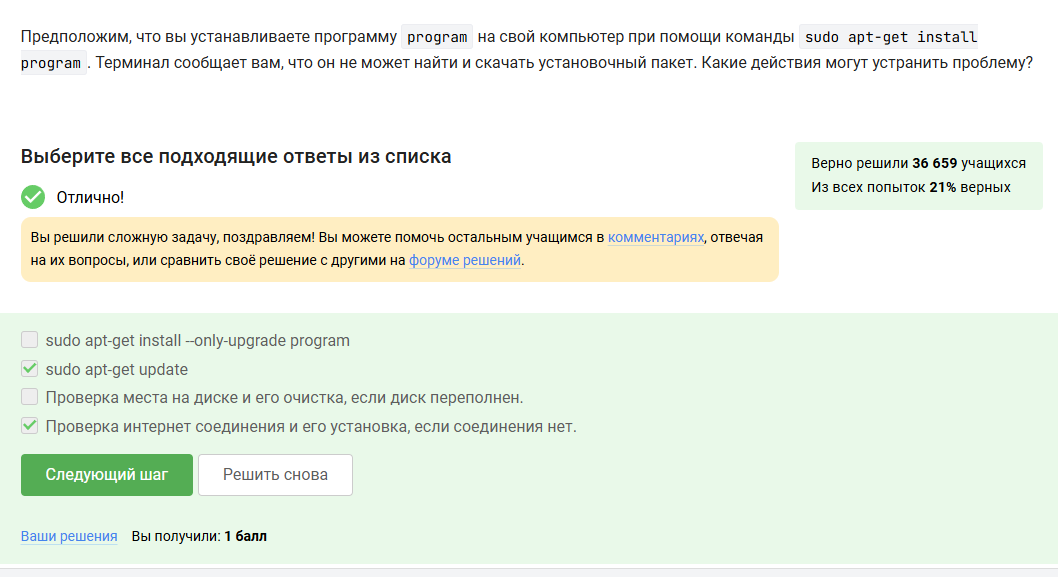 Предположим, что вы устанавливаете программу program на свой компьютер при помощи команды sudo apt-get install
program. Терминал сообщает вам, что он не может найти и скачать установочный пакет. Какие действия могут устранить проблему?
Выберите все подходящие ответы из списка
Верно решили 36 659 учащихся
Из всех попыток 21% верных
Отлично!
Вы решили сложную задачу, поздравляем! Вы можете помочь остальным учащимся в комментариях, отвечая
на их вопросы, или сравнить своё решение с другими на форуме решений.
sudo apt-get install --only-upgrade program
sudo apt-get update
Проверка места на диске и его очистка, если диск переполнен.
Проверка интернет соединения и его установка, если соединения нет.
Следующий шаг Решить снова
Ваши решения Вы получили: 1 балл